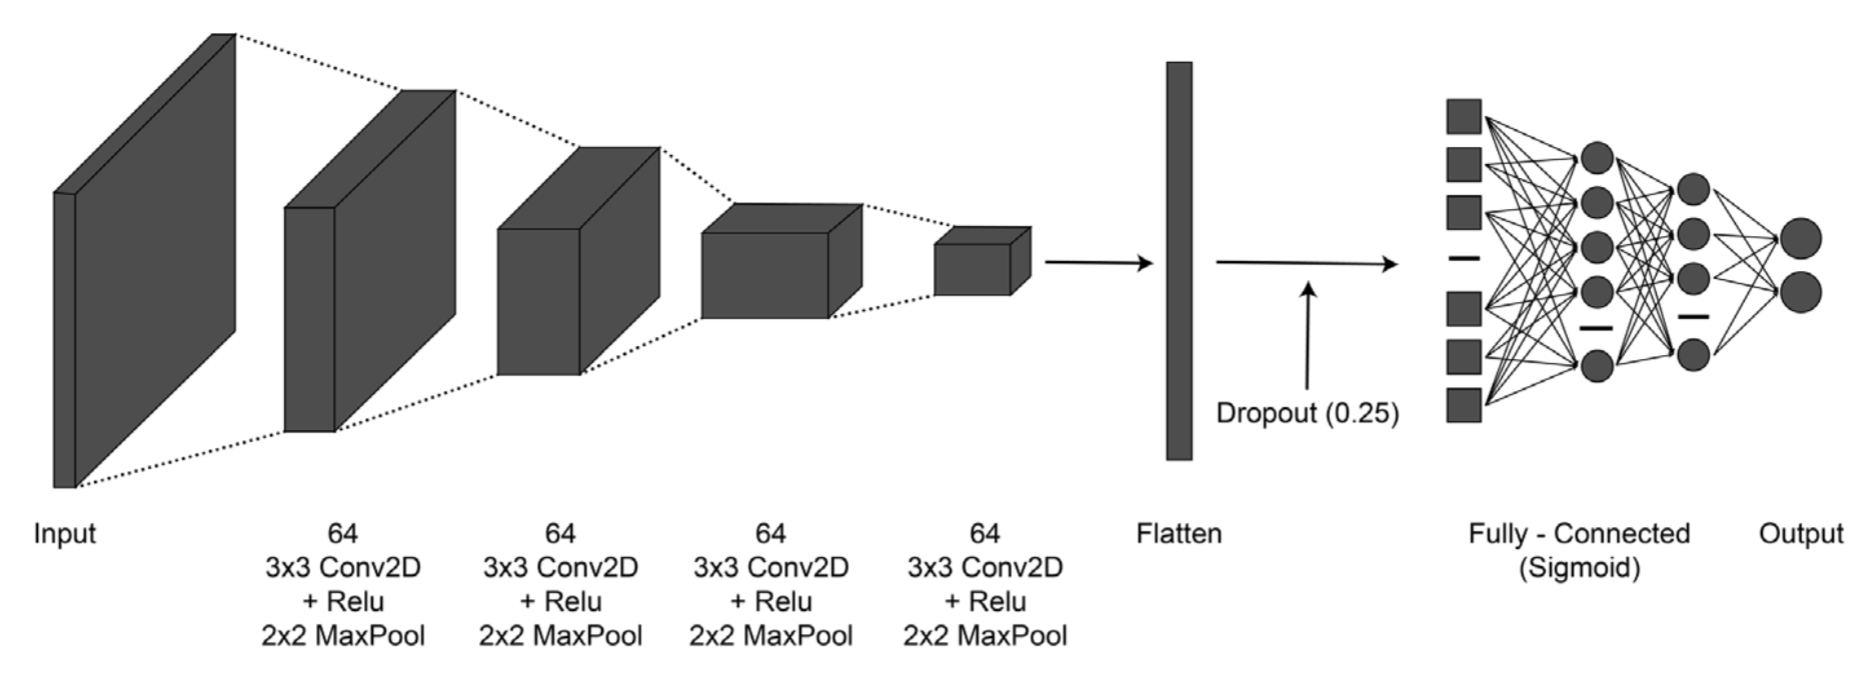 Dropout (0.25)
Input
64
3x3 Conv2D
+ Relu
2x2 MaxPool
64
3x3 Conv2D
+ Relu
2x2 MaxPool
64
3x3 Conv2D
+ Relu
2x2 MaxPool
64
3x3 Conv2D
+ Relu
2x2 MaxPool
Flatten
Fully - Connected
(Sigmoid)
Output